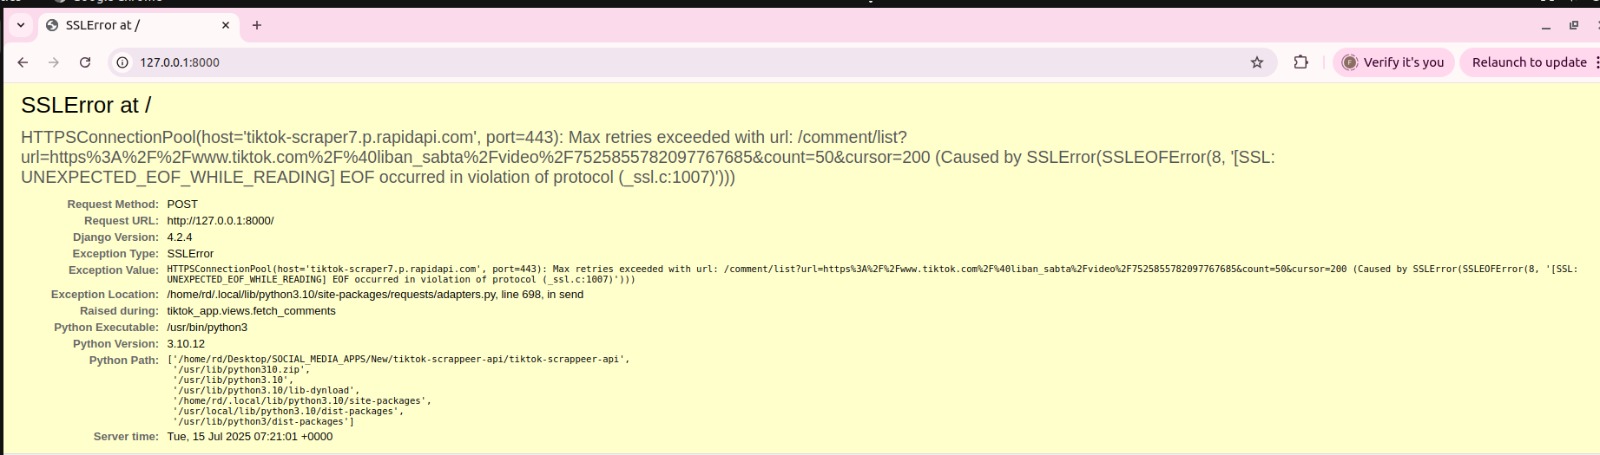 SSLError at /
127.0.0.1:8000
Verify it's you
Relaunch to update
SSLError at /
HTTPSConnectionPool(host='tiktok-scraper7.p.rapidapi.com', port=443): Max retries exceeded with url: /comment/list?
url=https%3A%2F%2Fwww.tiktok.com%2F%40liban_sabta%2Fvideo%2F7525855782097767685&count=50&cursor=200 (Caused by SSLError(SSLEOFError(8, '[SSL:
UNEXPECTED_EOF_WHILE_READING] EOF occurred in violation of protocol (_ssl.c:1007)')))
Request Method: POST
Request URL: http://127.0.0.1:8000/
Django Version: 4.2.4
Exception Type: SSLError
Exception Value: HTTPSConnectionPool(host='tiktok-scraper7.p.rapidapi.com', port=443): Max retries exceeded with url: /comment/list?url=https%3A%2F%2Fwww.tiktok.com%2F%40liban_sabta%2Fvideo%2F7525855782097767685&count=50&cursor=200 (Caused by SSLError(SSLEOFError(8, '[SSL:
UNEXPECTED_EOF_WHILE_READING] EOF occurred in violation of protocol (_ssl.c:1007)')))
Exception Location: /home/rd/.local/lib/python3.10/site-packages/requests/adapters.py, line 698, in send
Raised during: tiktok_app.views.fetch_comments
Python Executable: /usr/bin/python3
Python Version: 3.10.12
Python Path: ['/home/rd/Desktop/SOCIAL_MEDIA_APPS/New/tiktok-scrappeer-api/tiktok-scrappeer-api',
'/usr/lib/python310.zip',
'/usr/lib/python3.10',
'/usr/lib/python3.10/lib-dynload',
'/home/rd/.local/lib/python3.10/site-packages',
'/usr/local/lib/python3.10/dist-packages',
'/usr/lib/python3/dist-packages']
Server time: Tue, 15 Jul 2025 07:21:01 +0000